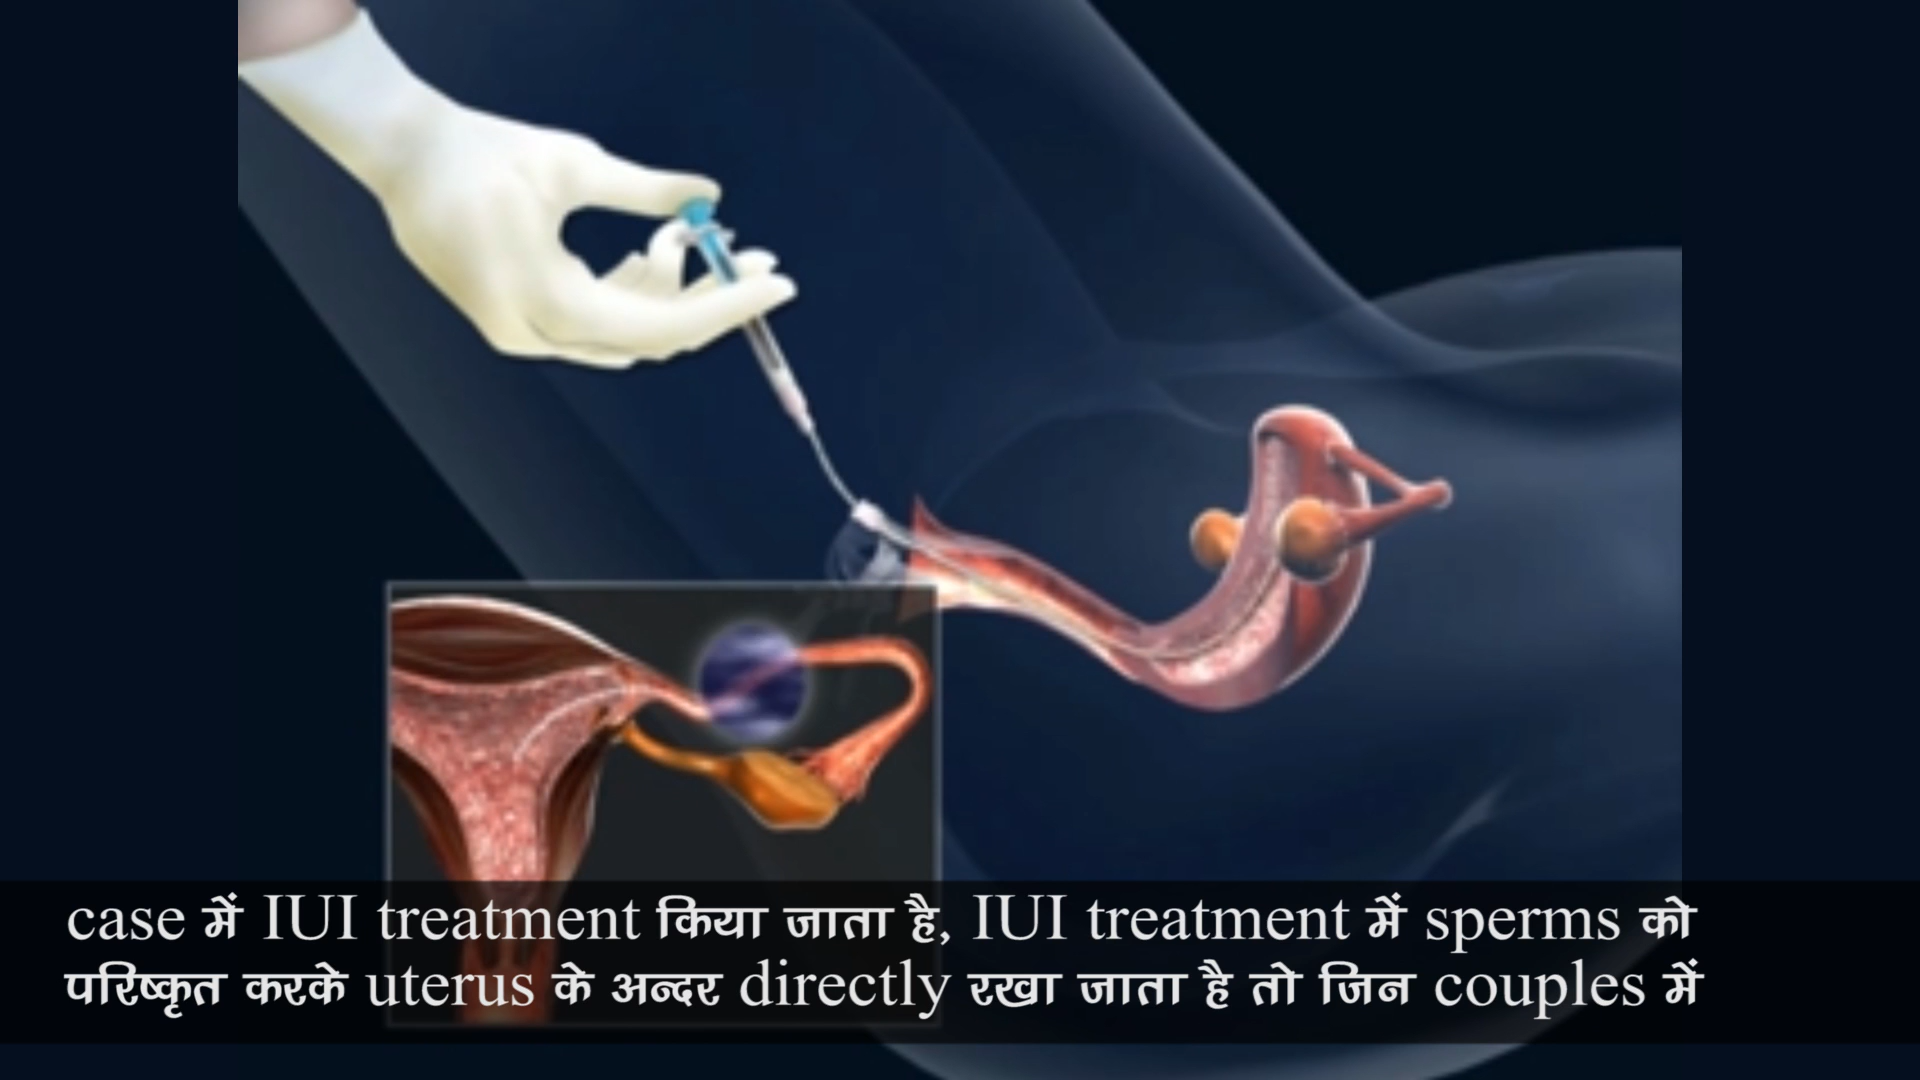 case में IUI treatment किया जाता है, IUI treatment में sperms को
परिष्कृत करके uterus के अन्दर directly रखा जाता है तो जिन couples में